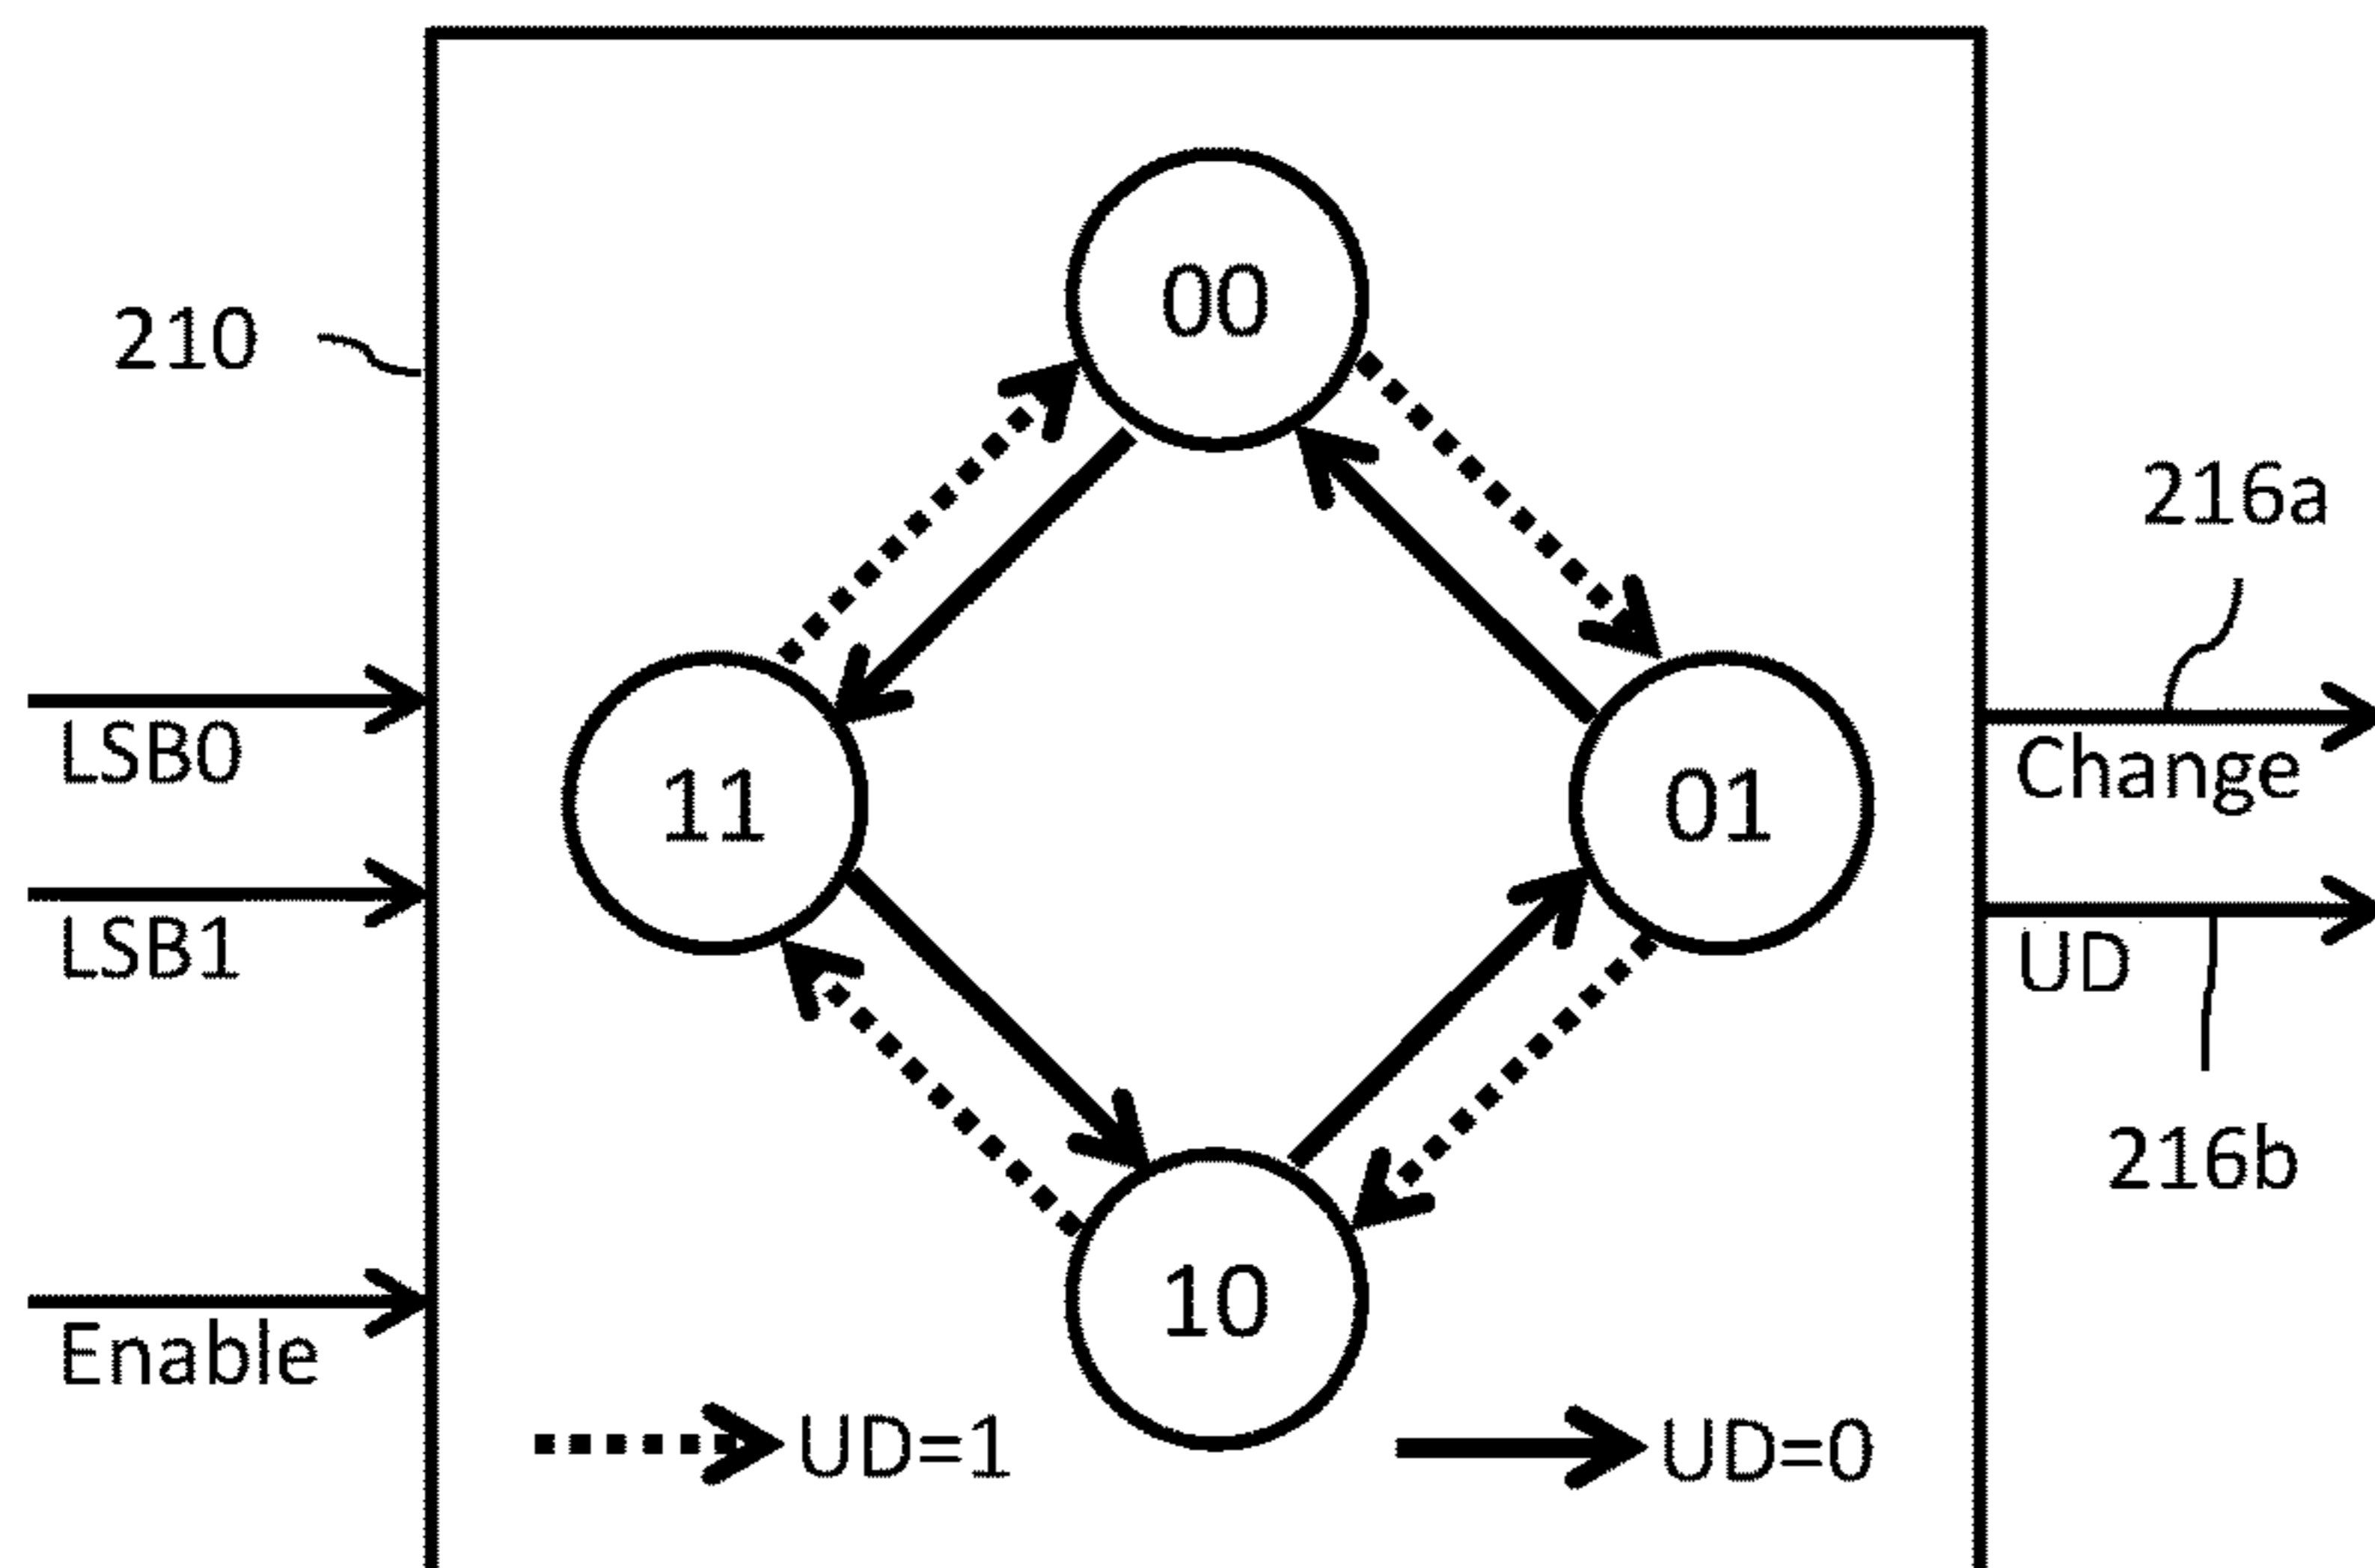 00
210
216a
LSB0
11
01
Change
LSB1
UD
216b
10
Enable
UD=1
UD=0